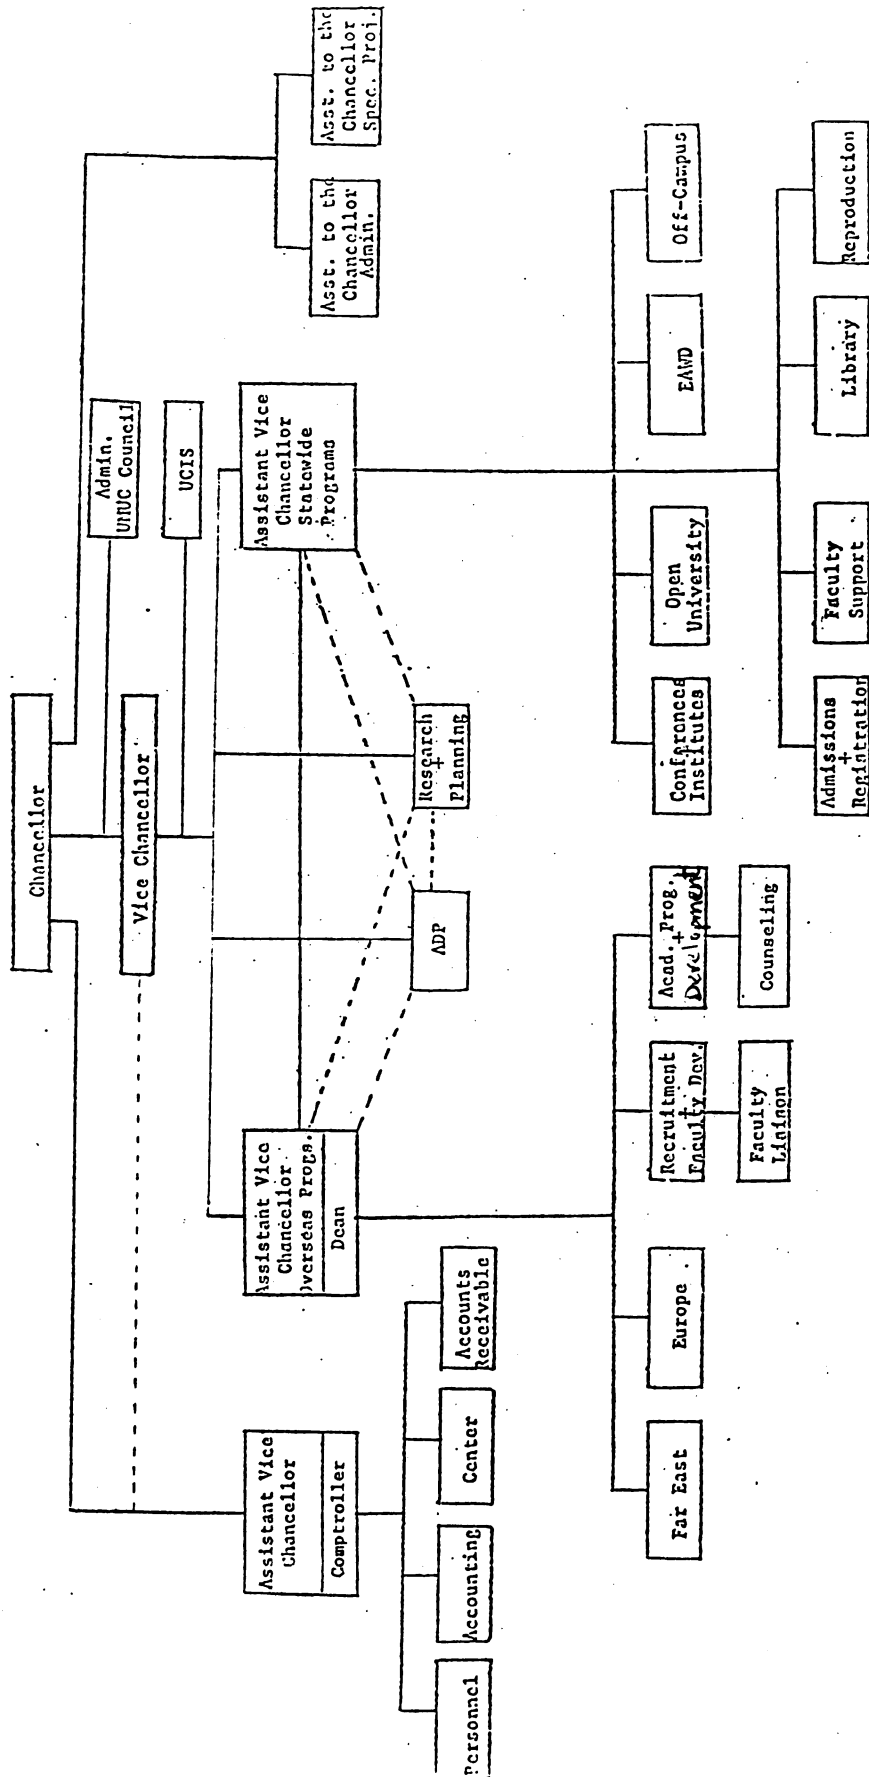 Chancellor
Admin.
UMUC Council
Vice Chancellor
UCIS
Asst. to the
Chancellor
Admin.
Asst. to the
Chancellor
Spec. Proj.
Assistant Vice
Chancellor
Comptroller
Assistant Vice
Chancellor
Overseas Progs.
Dean
Assistant Vice
Chancellor
Statewide
Programs
Personnel
Accounting
Center
Accounts
Receivable
ADP
Research
+
Planning
Far East
Europe
Recruitment
+
Faculty Dev.
Acad. Prog.
+
Development
Conferences
+
Institutes
Open
University
EAWD
Off-Campus
Faculty
Liaison
Counseling
Admissions
+
Registration
Faculty
Support
Library
Reproduction